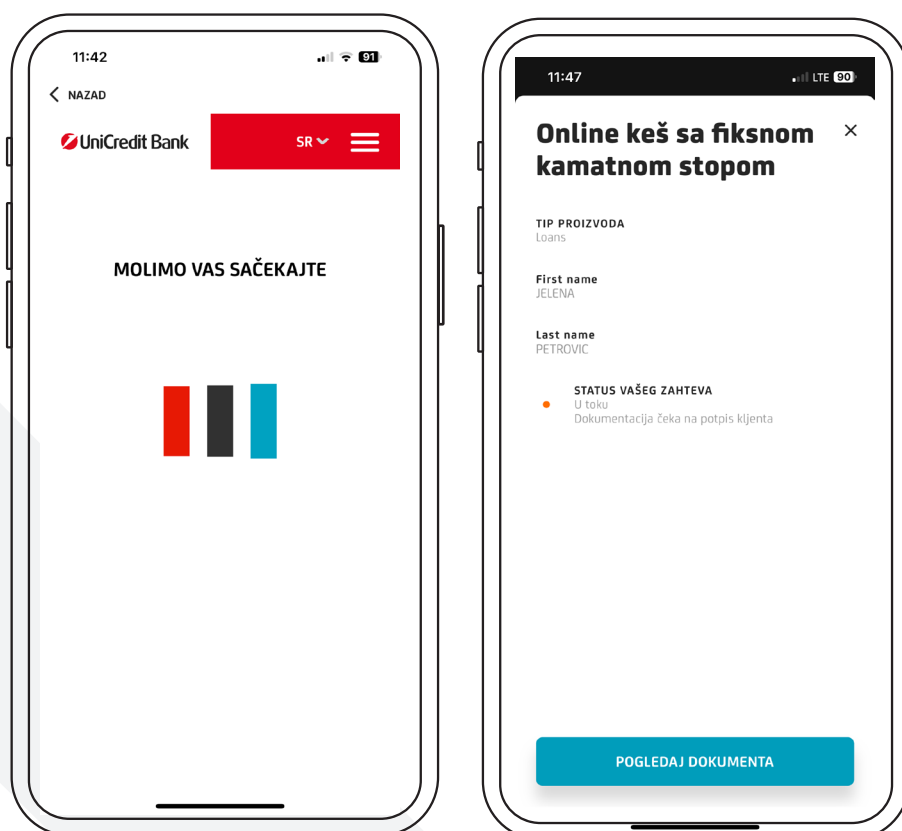 11:42
91
NAZAD
UniCredit Bank
SR
MOLIMO VAS SAČEKAJTE
11:47
LTE 90
Online keš sa fiksnom
kamatnom stopom
TIP PROIZVODA
Loans
First name
JELENA
Last name
PETROVIC
STATUS VAŠEG ZAHTEVA
U toku
Dokumentacija čeka na potpis kljenta
POGLEDAJ DOKUMENTA